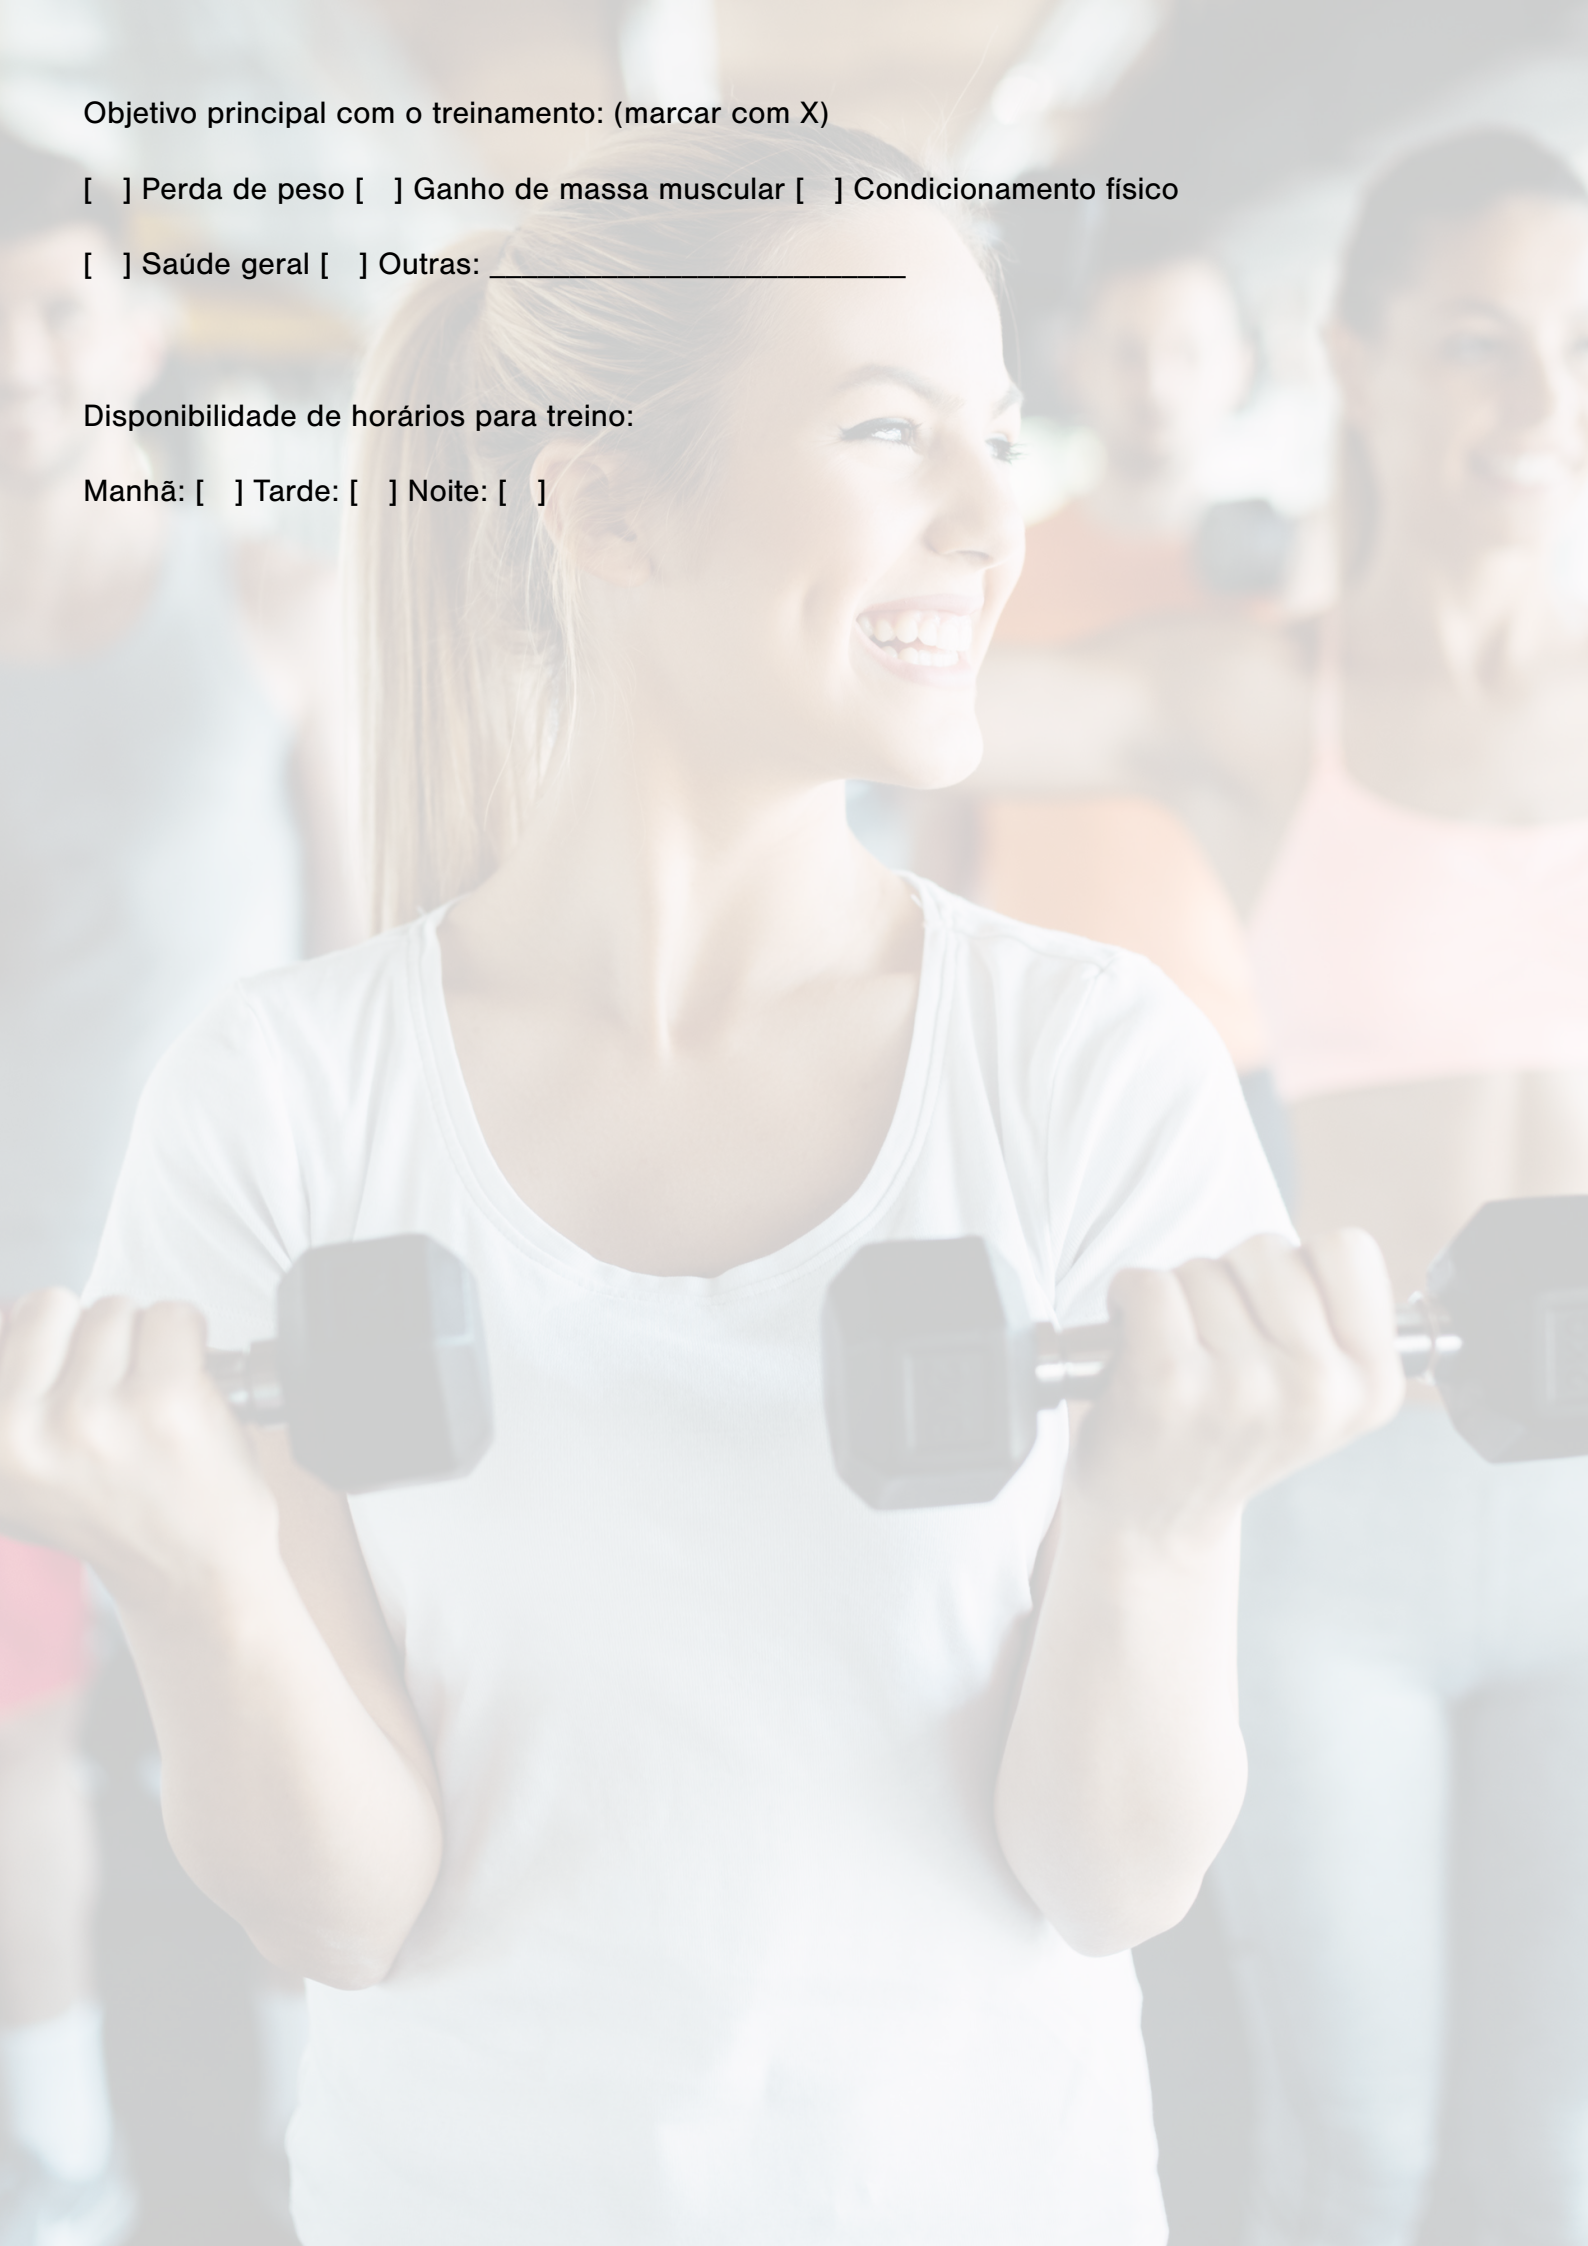 Objetivo principal com o treinamento: (marcar com X)
[   ] Perda de peso [   ] Ganho de massa muscular [   ] Condicionamento físico
[   ] Saúde geral [   ] Outras: __________________________
Disponibilidade de horários para treino:
Manhã: [   ] Tarde: [   ] Noite: [   ]